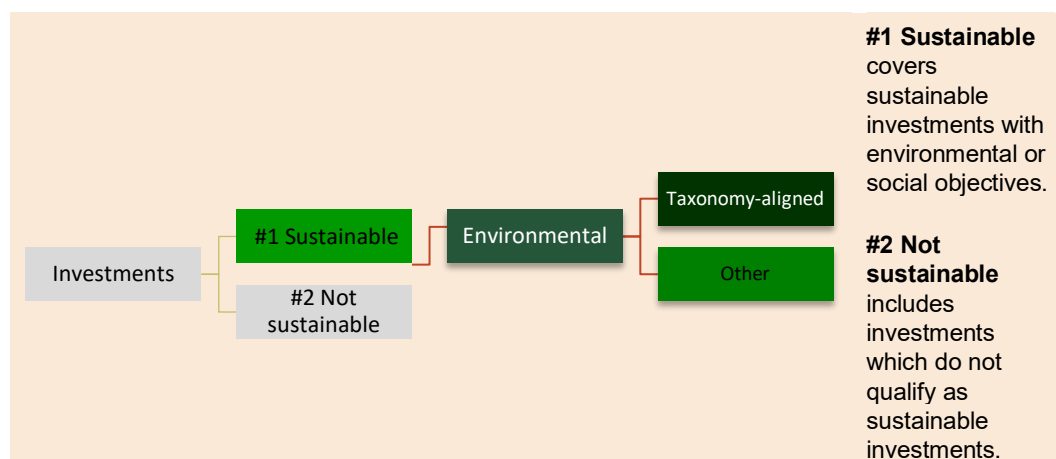 Investments
#1 Sustainable
#2 Not
sustainable
Environmental
Taxonomy-aligned
Other
#1 Sustainable
covers
sustainable
investments with
environmental or
social objectives.
#2 Not
sustainable
includes
investments
which do not
qualify as
sustainable
investments.